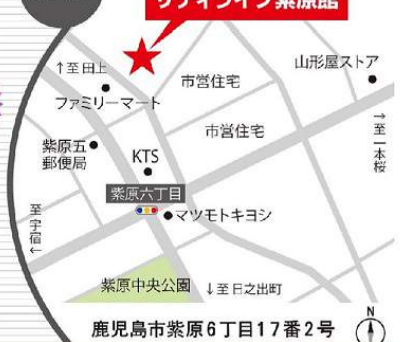 サティライフ紫原館
↑至田上
市営住宅
山形屋ストア
ファミリーマート
→至一本桜
市営住宅
紫原五
郵便局
KTS
紫原六丁目
マツモトキヨシ
至宇宿←
紫原中央公園
↓至日之出町
N
鹿児島市紫原6丁目17番2号